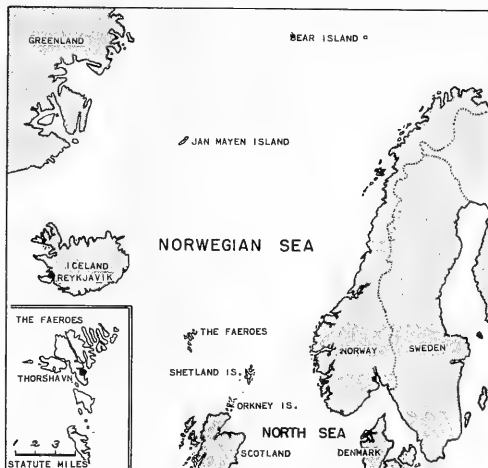 GREENLAND
BEAR ISLAND
JAN MAYEN ISLAND
NORWEGIAN SEA
ICELAND
REYKJAVIK
THE FAEROES
THORSHAVN
1 2 3
STATUTE MILES
THE FAEROES
SHETLAND IS.
ORKNEY IS.
NORTH SEA
SCOTLAND
NORWAY
SWEDEN
DENMARK